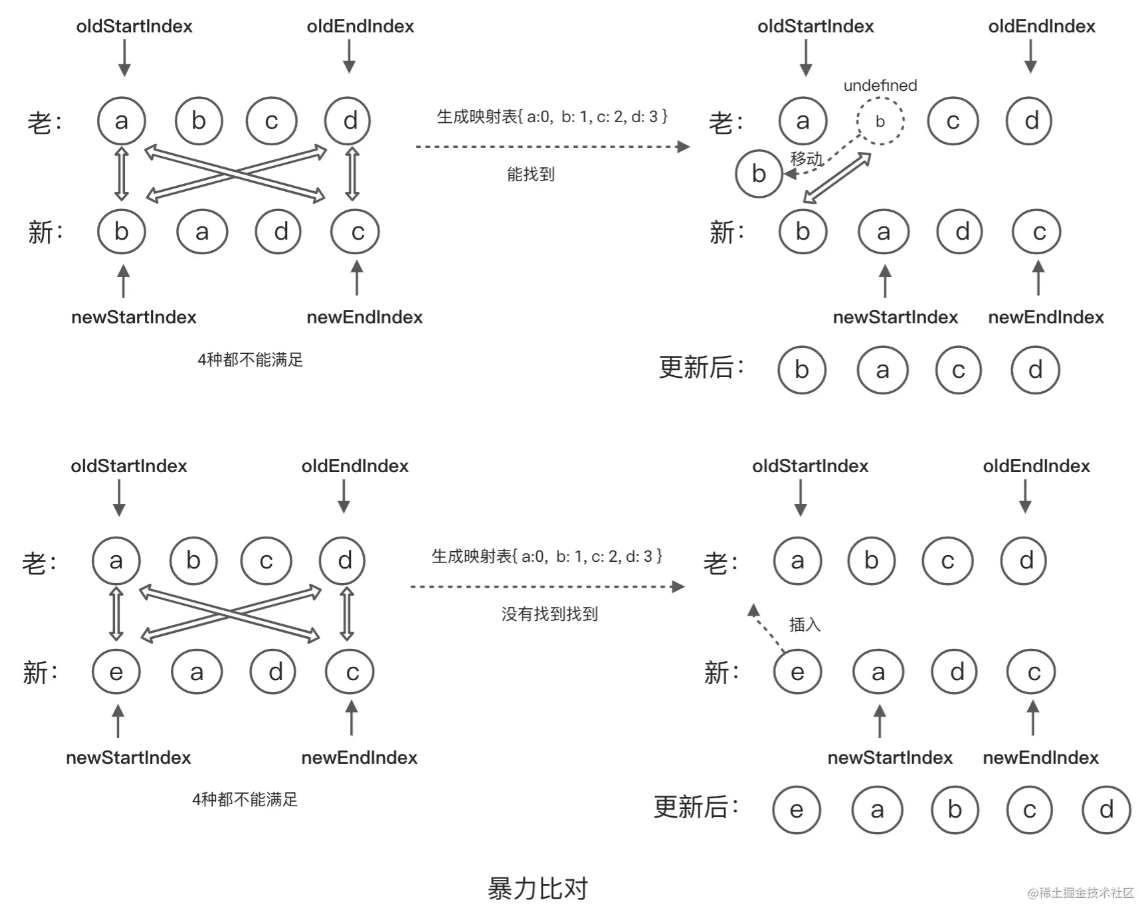 oldStartIndex oldEndIndex
老： a b c d
生成映射表{ a:0, b: 1, c: 2, d: 3 }
能找到
新： b a d c
newStartIndex newEndIndex
4种都不能满足
oldStartIndex oldEndIndex
undefined
老： a b c d
b 移动
新： b a d c
newStartIndex newEndIndex
更新后： b a c d
oldStartIndex oldEndIndex
老： a b c d
生成映射表{ a:0, b: 1, c: 2, d: 3 }
没有找到找到
新： e a d c
newStartIndex newEndIndex
4种都不能满足
oldStartIndex oldEndIndex
老： a b c d
插入
新： e a d c
newStartIndex newEndIndex
更新后： e a b c d
暴力比对
@稀土掘金技术社区